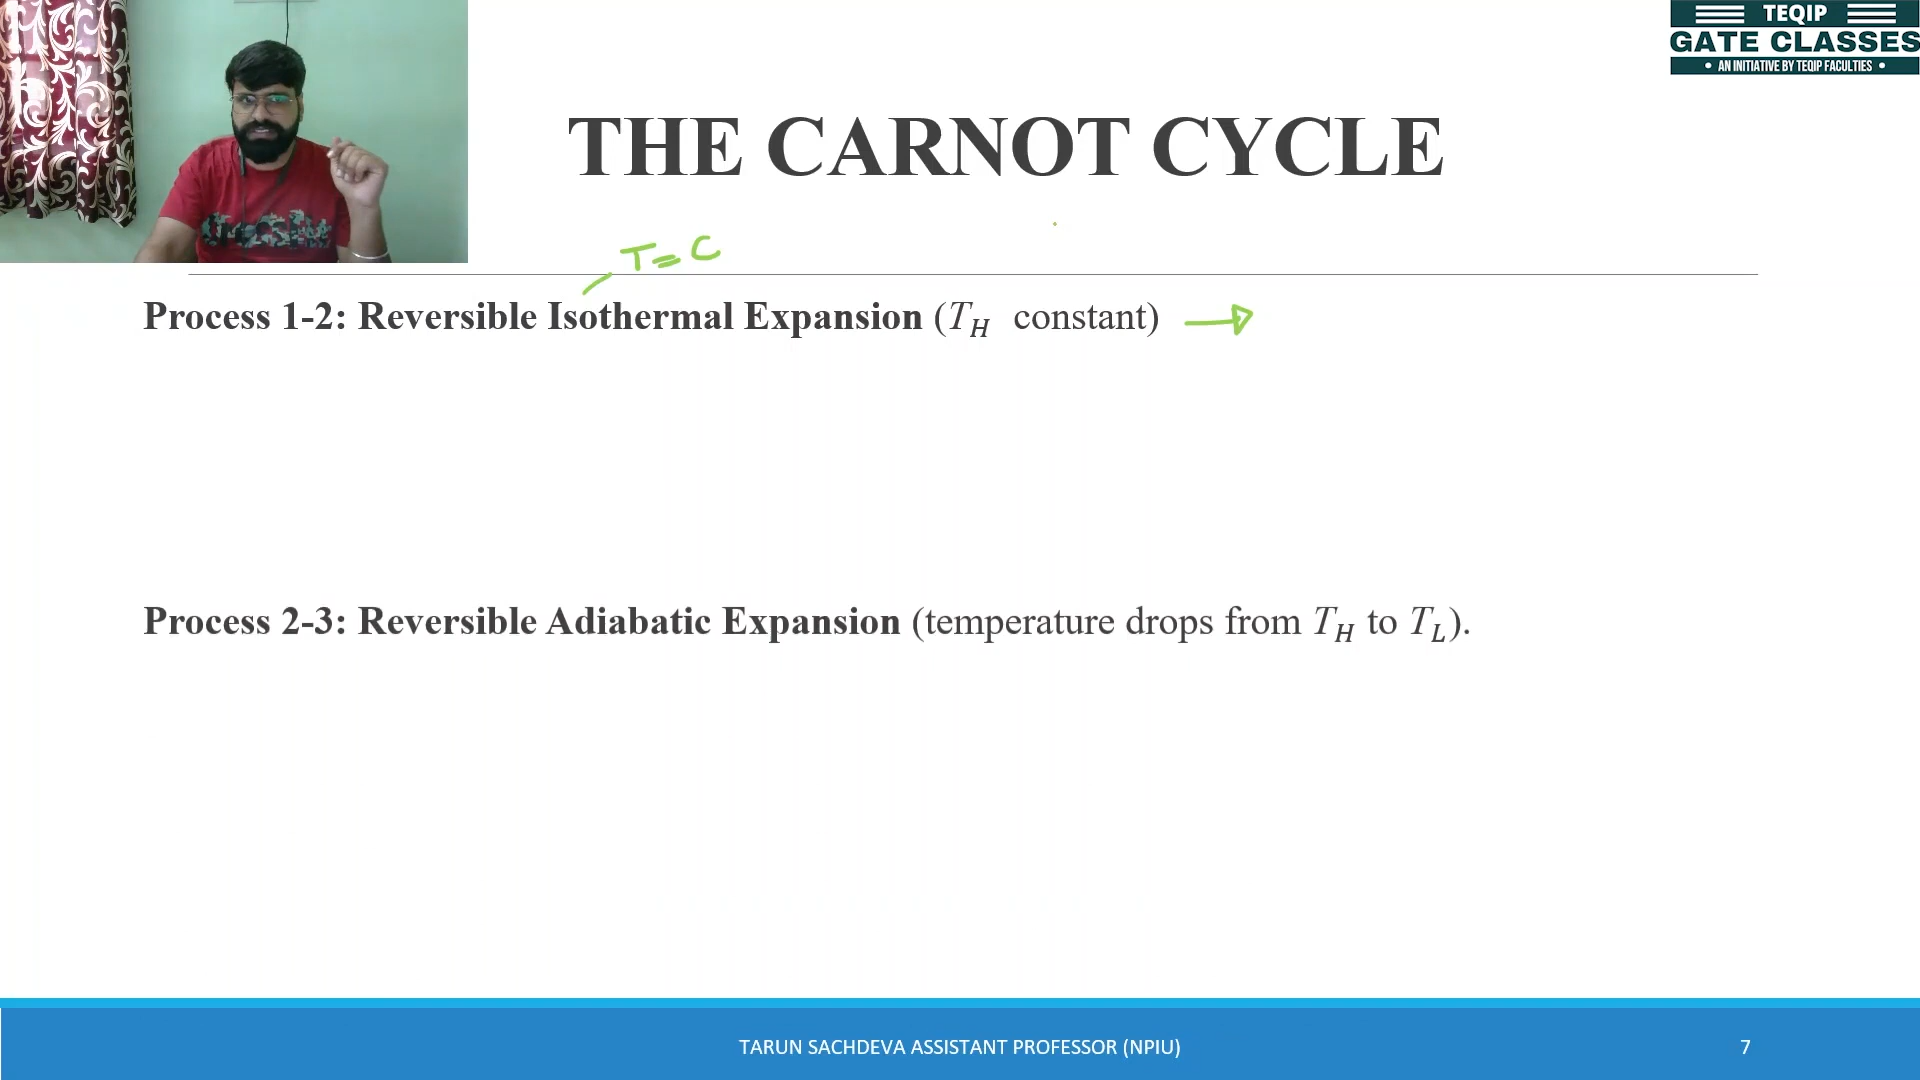 TEQIP
GATE CLASSES
• AN INITIATIVE BY TEQIP FACULTIES •
THE CARNOT CYCLE
T = C
Process 1-2: Reversible Isothermal Expansion (T_H constant)
Process 2-3: Reversible Adiabatic Expansion (temperature drops from T_H to T_L).
TARUN SACHDEVA ASSISTANT PROFESSOR (NPIU)
7